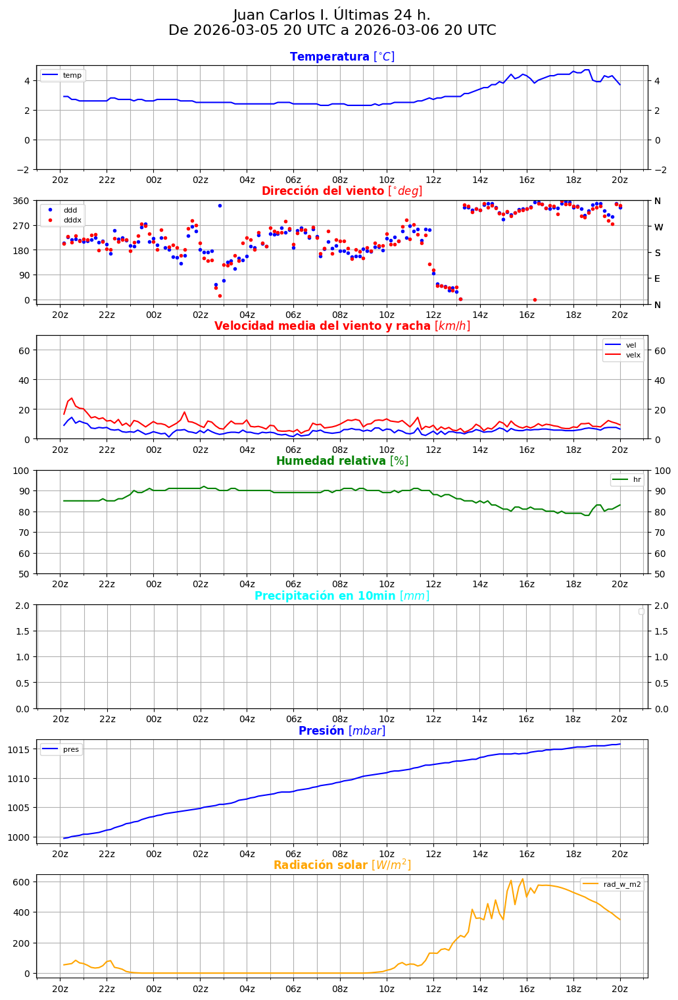 Juan Carlos I. Últimas 24 h.
De 2026-03-05 20 UTC a 2026-03-06 20 UTC
Temperatura [°C]
temp
4 2 0 −2
4 2 0 −2
20z 22z 00z 02z 04z 06z 08z 10z 12z 14z 16z 18z 20z
Dirección del viento [°deg]
ddd
dddx
360 270 180 90 0
N W S E N
20z 22z 00z 02z 04z 06z 08z 10z 12z 14z 16z 18z 20z
Velocidad media del viento y racha [km/h]
vel
velx
60 40 20 0
60 40 20 0
20z 22z 00z 02z 04z 06z 08z 10z 12z 14z 16z 18z 20z
Humedad relativa [%]
hr
100 90 80 70 60 50
100 90 80 70 60 50
20z 22z 00z 02z 04z 06z 08z 10z 12z 14z 16z 18z 20z
Precipitación en 10min [mm]
2.0 1.5 1.0 0.5 0.0
2.0 1.5 1.0 0.5 0.0
20z 22z 00z 02z 04z 06z 08z 10z 12z 14z 16z 18z 20z
Presión [mbar]
pres
1015 1010 1005 1000
20z 22z 00z 02z 04z 06z 08z 10z 12z 14z 16z 18z 20z
Radiación solar [W/m²]
rad_w_m2
600 400 200 0
20z 22z 00z 02z 04z 06z 08z 10z 12z 14z 16z 18z 20z